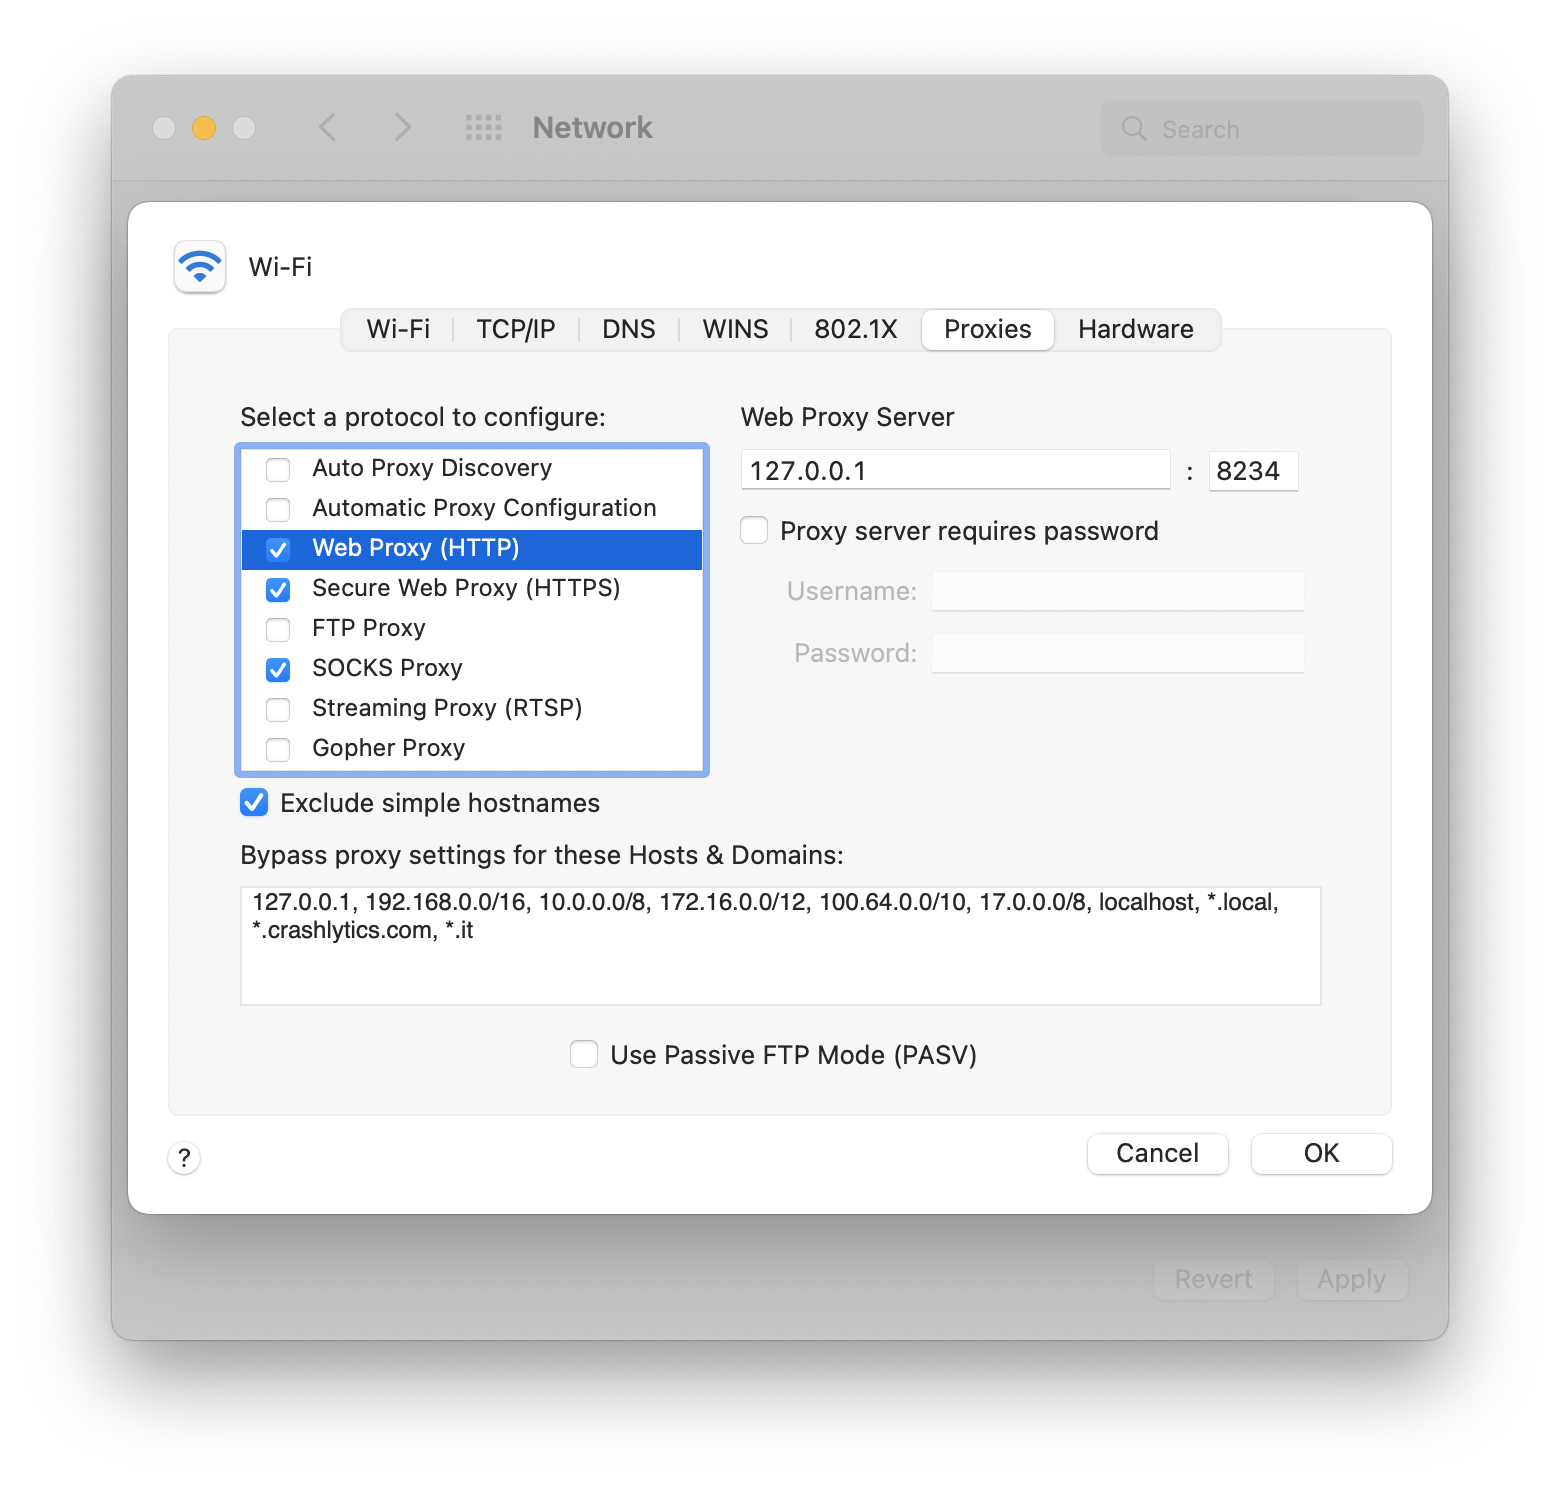 Network
Search
Wi-Fi
Wi-Fi TCP/IP DNS WINS 802.1X Proxies Hardware
Select a protocol to configure:
Auto Proxy Discovery
Automatic Proxy Configuration
Web Proxy (HTTP)
Secure Web Proxy (HTTPS)
FTP Proxy
SOCKS Proxy
Streaming Proxy (RTSP)
Gopher Proxy
Web Proxy Server
127.0.0.1 : 8234
Proxy server requires password
Username:
Password:
Exclude simple hostnames
Bypass proxy settings for these Hosts & Domains:
127.0.0.1, 192.168.0.0/16, 10.0.0.0/8, 172.16.0.0/12, 100.64.0.0/10, 17.0.0.0/8, localhost, *.local,
*.crashlytics.com, *.it
Use Passive FTP Mode (PASV)
?
Cancel
OK
Revert
Apply